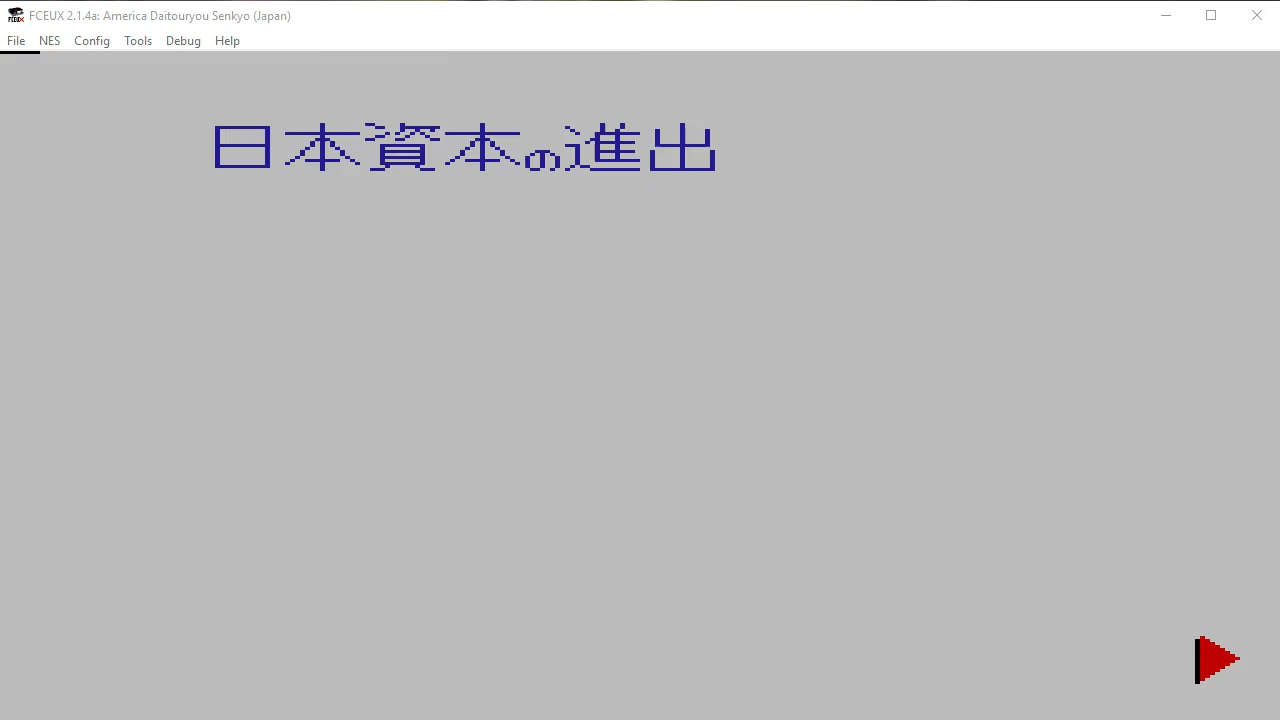 FCEUX 2.1.4a: America Daitouryou Senkyo (Japan)
File NES Config Tools Debug Help
日本資本の進出